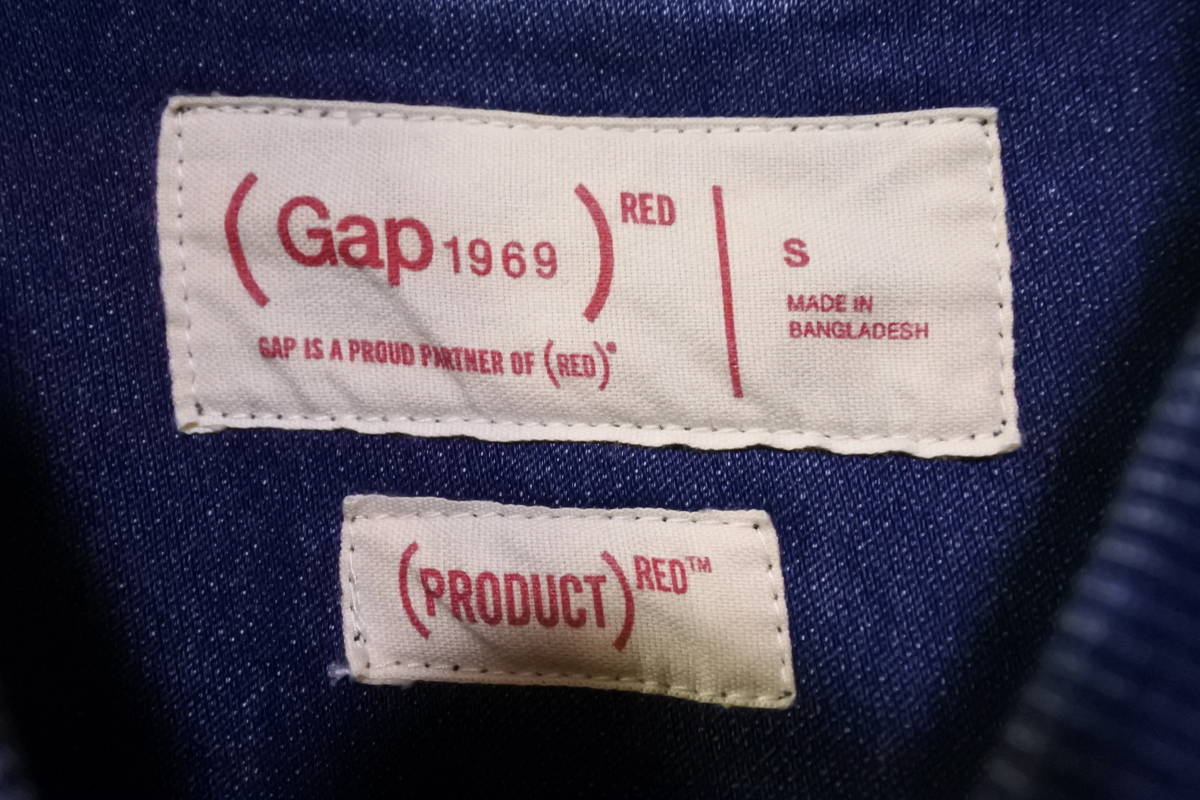 (Gap 1969) RED
GAP IS A PROUD PARTNER OF (RED)®
S
MADE IN
BANGLADESH
(PRODUCT) RED™